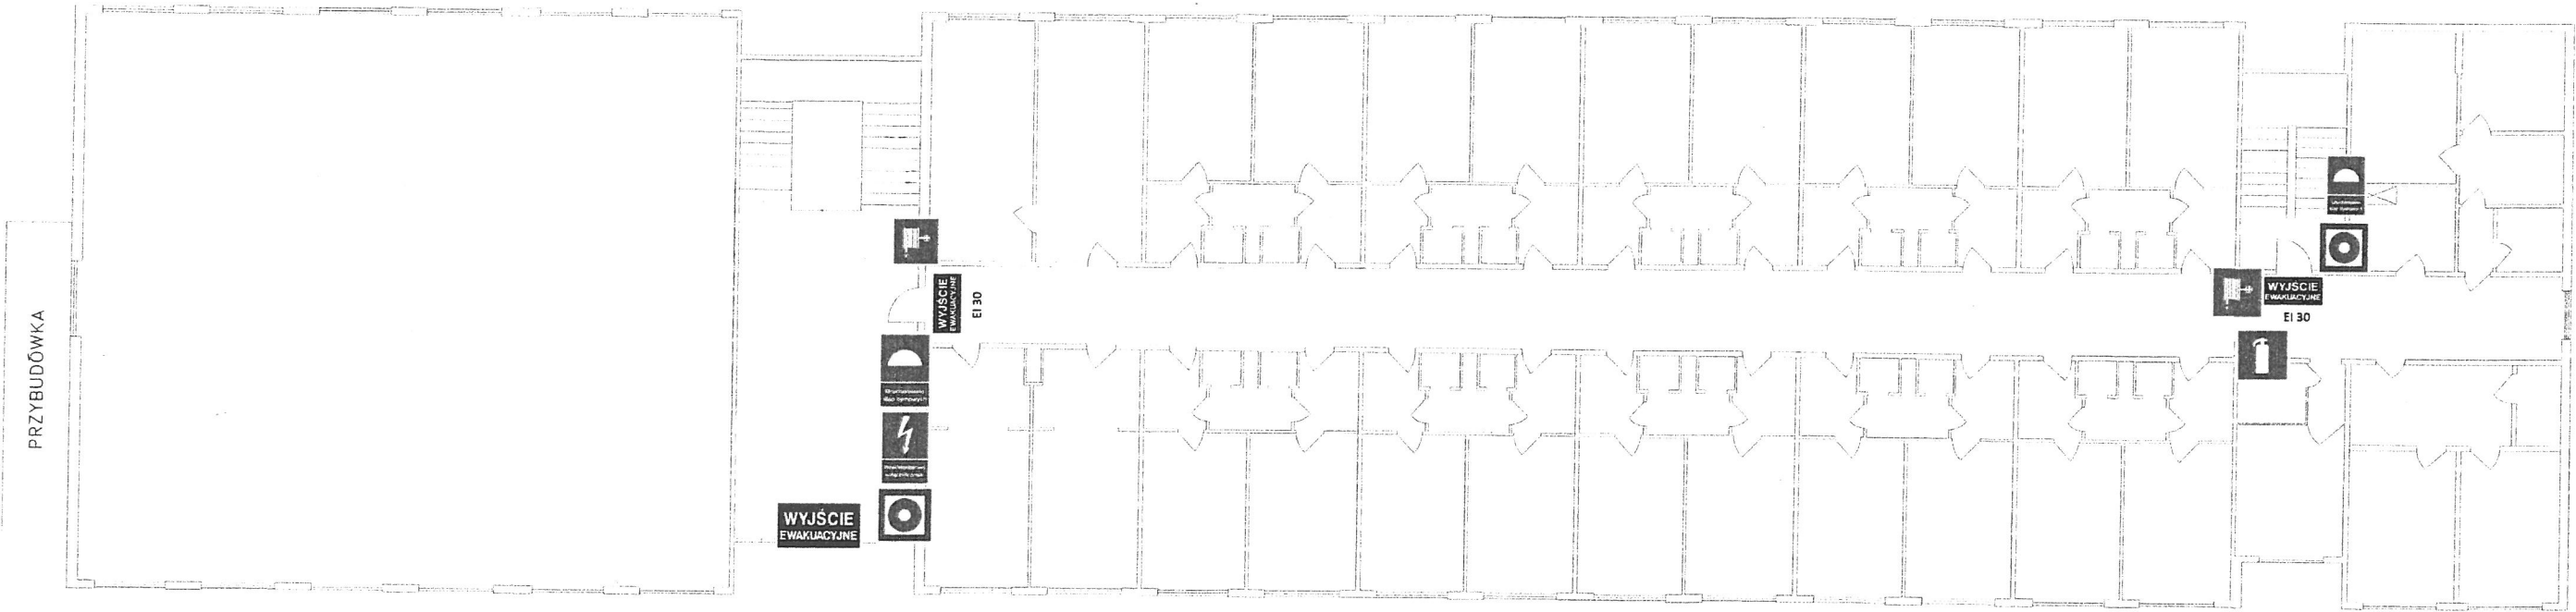 PRZYBUDÓWKA
WYJŚCIE
EWAKUACYJNE
EI 30
WYJŚCIE
EWAKUACYJNE
WYJŚCIE
EWAKUACYJNE
EI 30